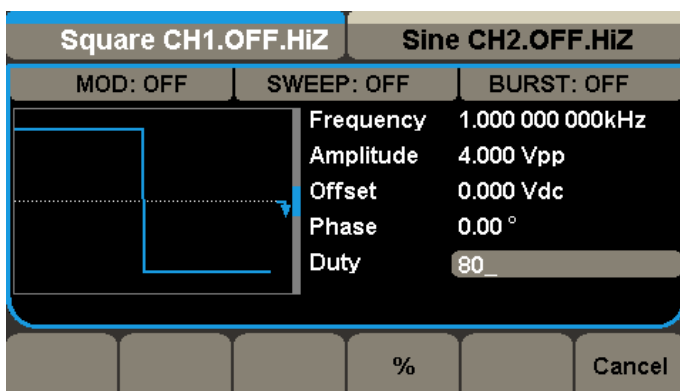 Square CH1.OFF.HiZ Sine CH2.OFF.HiZ
MOD: OFF SWEEP: OFF BURST: OFF
Frequency 1.000 000 000kHz
Amplitude 4.000 Vpp
Offset 0.000 Vdc
Phase 0.00 °
Duty 80_
% Cancel